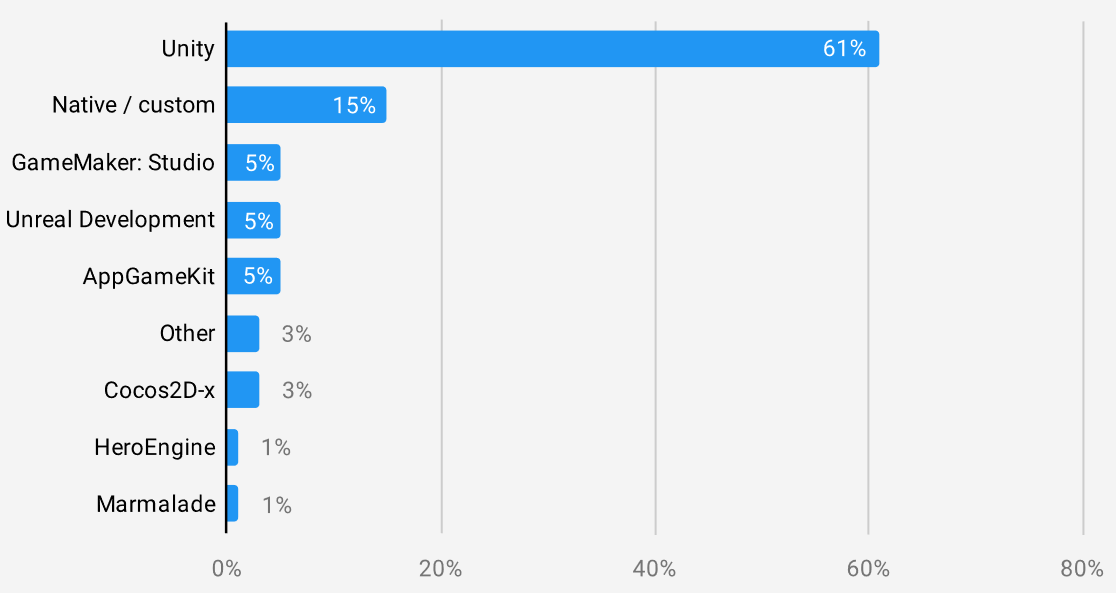 Unity 61%
Native / custom 15%
GameMaker: Studio 5%
Unreal Development 5%
AppGameKit 5%
Other 3%
Cocos2D-x 3%
HeroEngine 1%
Marmalade 1%
0% 20% 40% 60% 80%